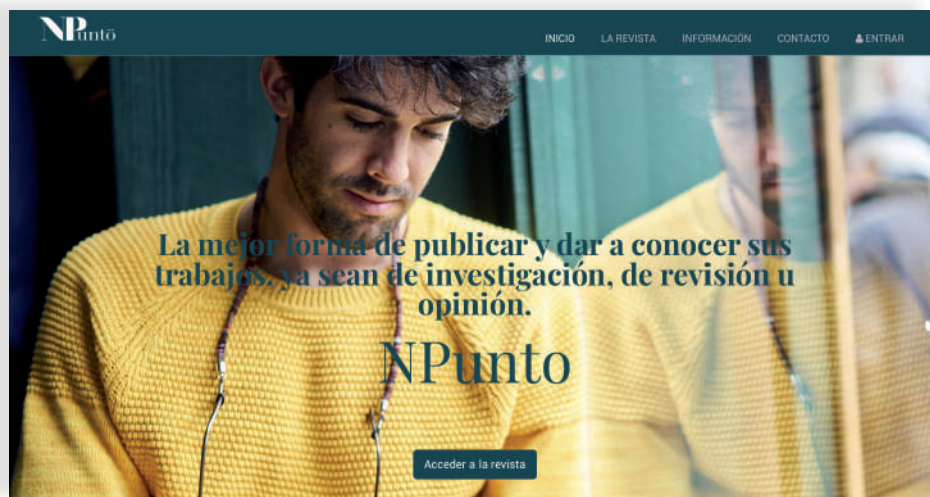 NPunto
INICIO
LA REVISTA
INFORMACIÓN
CONTACTO
ENTRAR
La mejor forma de publicar y dar a conocer sus
trabajos, ya sean de investigación, de revisión u
opinión.
NPunto
Acceder a la revista